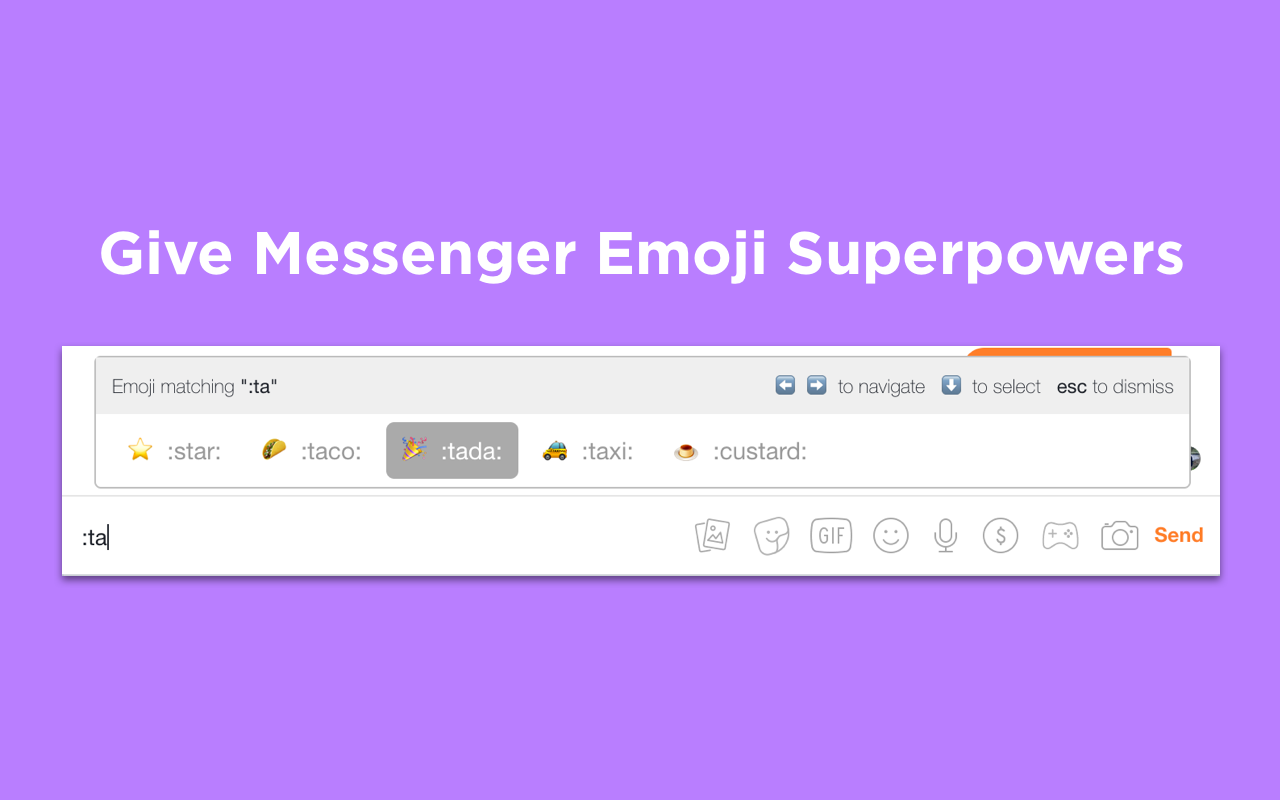 Give Messenger Emoji Superpowers
Emoji matching ":ta" ⬅️ ➡️ to navigate ⬇️ to select esc to dismiss
⭐ :star: 🌮 :taco: 🎉 :tada: 🚕 :taxi: 🍮 :custard:
:ta GIF $ Send